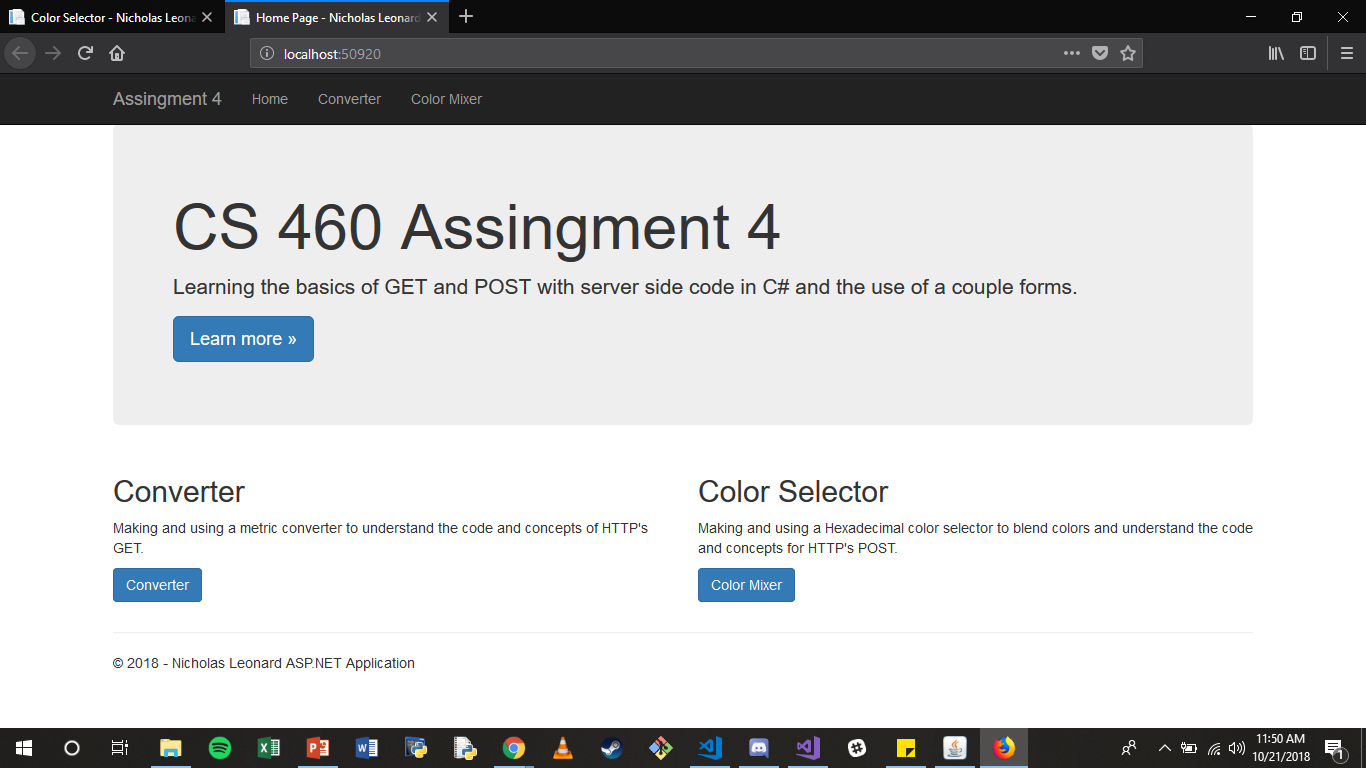 Color Selector - Nicholas Leona
Home Page - Nicholas Leonard
localhost:50920
Assingment 4
Home
Converter
Color Mixer
CS 460 Assingment 4
Learning the basics of GET and POST with server side code in C# and the use of a couple forms.
Learn more »
Converter
Making and using a metric converter to understand the code and concepts of HTTP's
GET.
Converter
Color Selector
Making and using a Hexadecimal color selector to blend colors and understand the code
and concepts for HTTP's POST.
Color Mixer
© 2018 - Nicholas Leonard ASP.NET Application
11:50 AM
10/21/2018
1